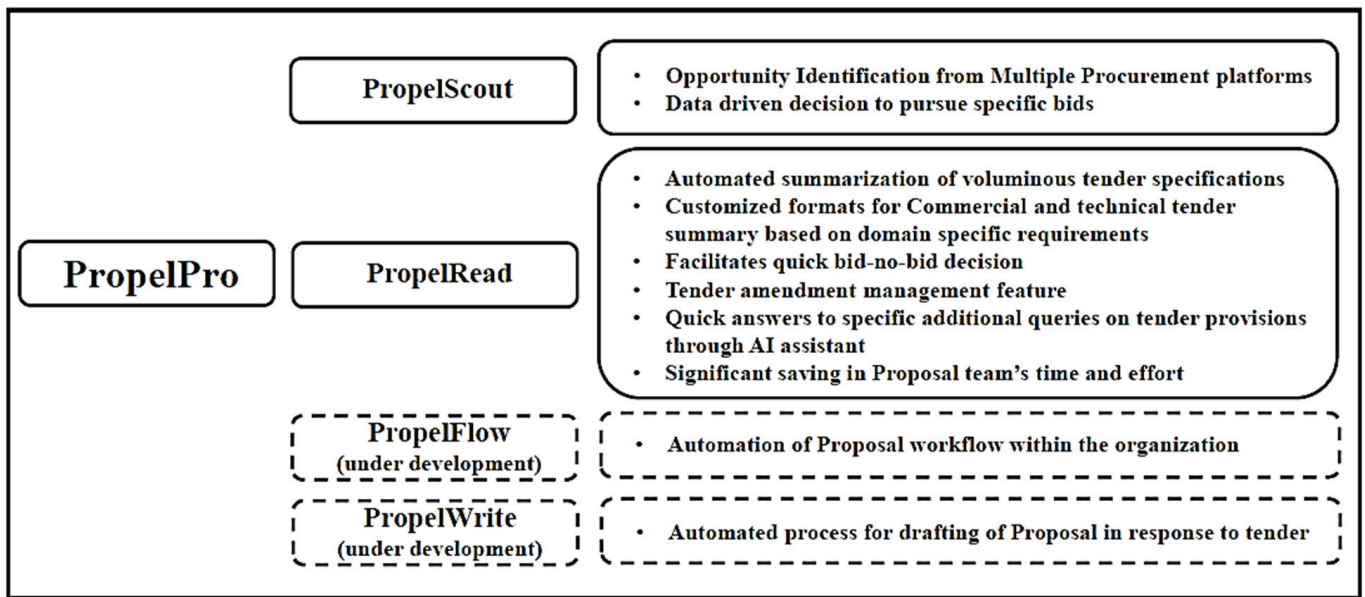 PropelScout
• Opportunity Identification from Multiple Procurement platforms
• Data driven decision to pursue specific bids
PropelPro
PropelRead
• Automated summarization of voluminous tender specifications
• Customized formats for Commercial and technical tender
summary based on domain specific requirements
• Facilitates quick bid-no-bid decision
• Tender amendment management feature
• Quick answers to specific additional queries on tender provisions
through AI assistant
• Significant saving in Proposal team's time and effort
PropelFlow
(under development)
• Automation of Proposal workflow within the organization
PropelWrite
(under development)
• Automated process for drafting of Proposal in response to tender